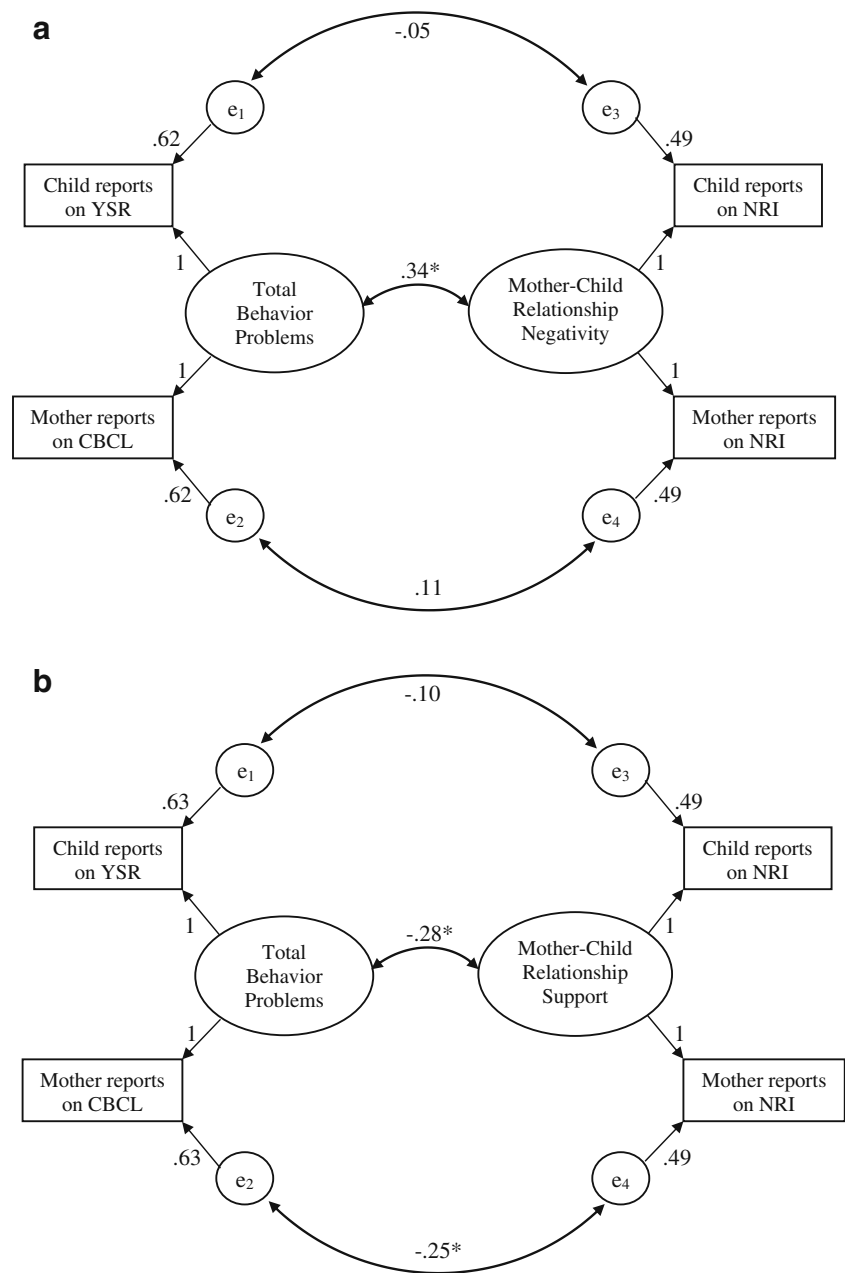 a
-.05
e1
e3
.62
.49
Child reports
on YSR
Child reports
on NRI
1
1
Total
Behavior
Problems
.34*
Mother-Child
Relationship
Negativity
1
1
Mother reports
on CBCL
Mother reports
on NRI
.62
.49
e2
e4
.11
b
-.10
e1
e3
.63
.49
Child reports
on YSR
Child reports
on NRI
1
1
Total
Behavior
Problems
-.28*
Mother-Child
Relationship
Support
1
1
Mother reports
on CBCL
Mother reports
on NRI
.63
.49
e2
e4
-.25*